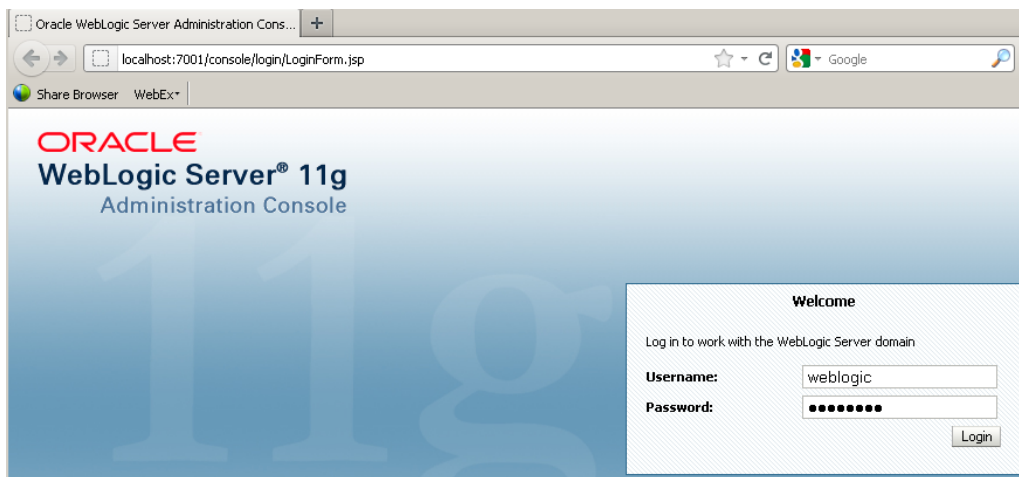 Oracle WebLogic Server Administration Cons...
localhost:7001/console/login/LoginForm.jsp
Google
Share Browser WebEx
ORACLE
WebLogic Server® 11g
Administration Console
11g
Welcome
Log in to work with the WebLogic Server domain
Username: weblogic
Password: ●●●●●●●●
Login